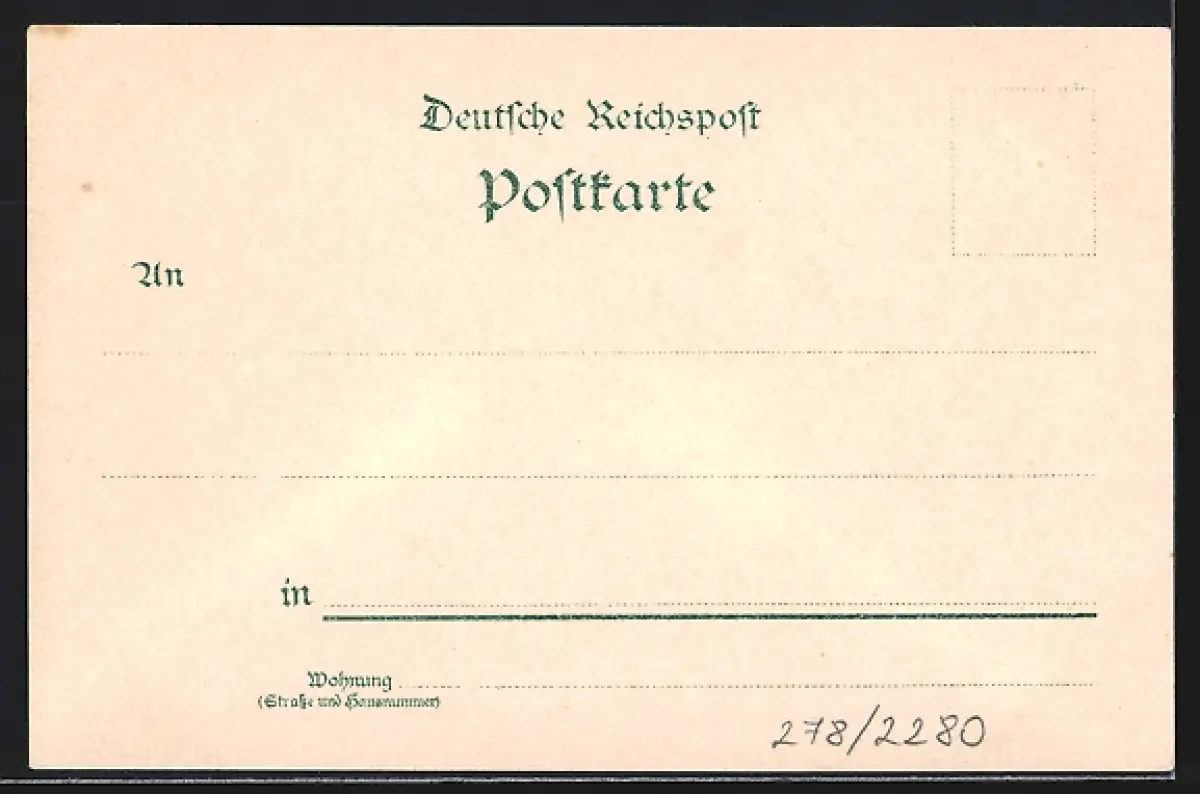 Deutſche Reichspoſt
Poſtkarte
An
in
Wohnung
(Straße und Hausnummer)
278/2280